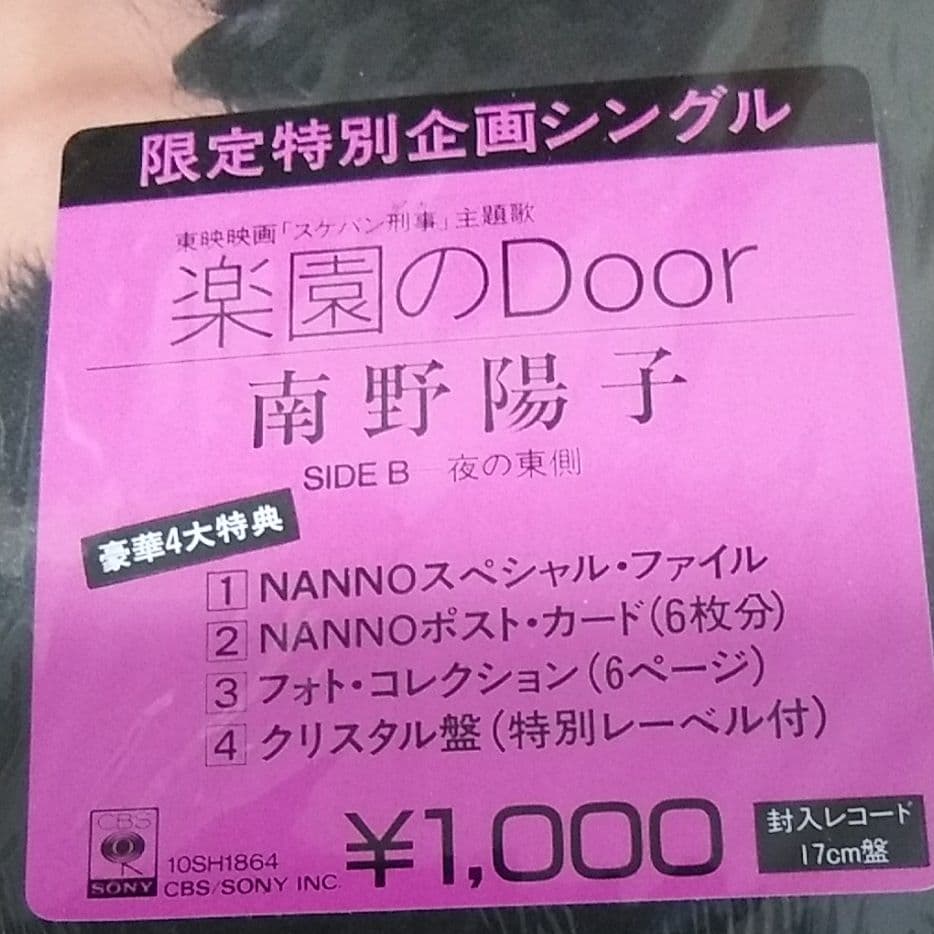 限定特別企画シングル
東映映画「スケバン刑事」主題歌
楽園のDoor
南野陽子
SIDE B 夜の東側
豪華4大特典
1 NANNOスペシャル・ファイル
2 NANNOポスト・カード(6枚分)
3 フォト・コレクション(6ページ)
4 クリスタル盤(特別レーベル付)
CBS
SONY
10SH1864
CBS/SONY INC.
¥1,000
封入レコード
17cm盤